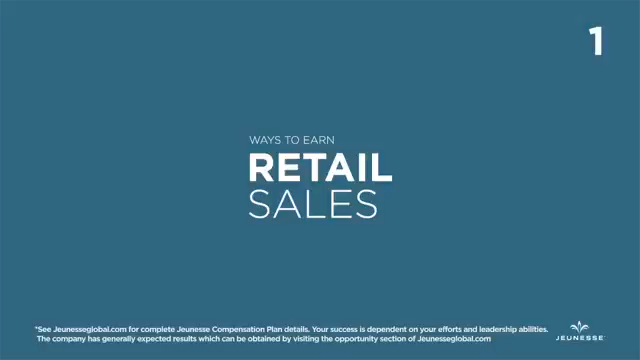 1
WAYS TO EARN
RETAIL
SALES
*See Jeunesseglobal.com for complete Jeunesse Compensation Plan details. Your success is dependent on your efforts and leadership abilities.
The company has generally expected results which can be obtained by visiting the opportunity section of Jeunesseglobal.com
JEUNESSE